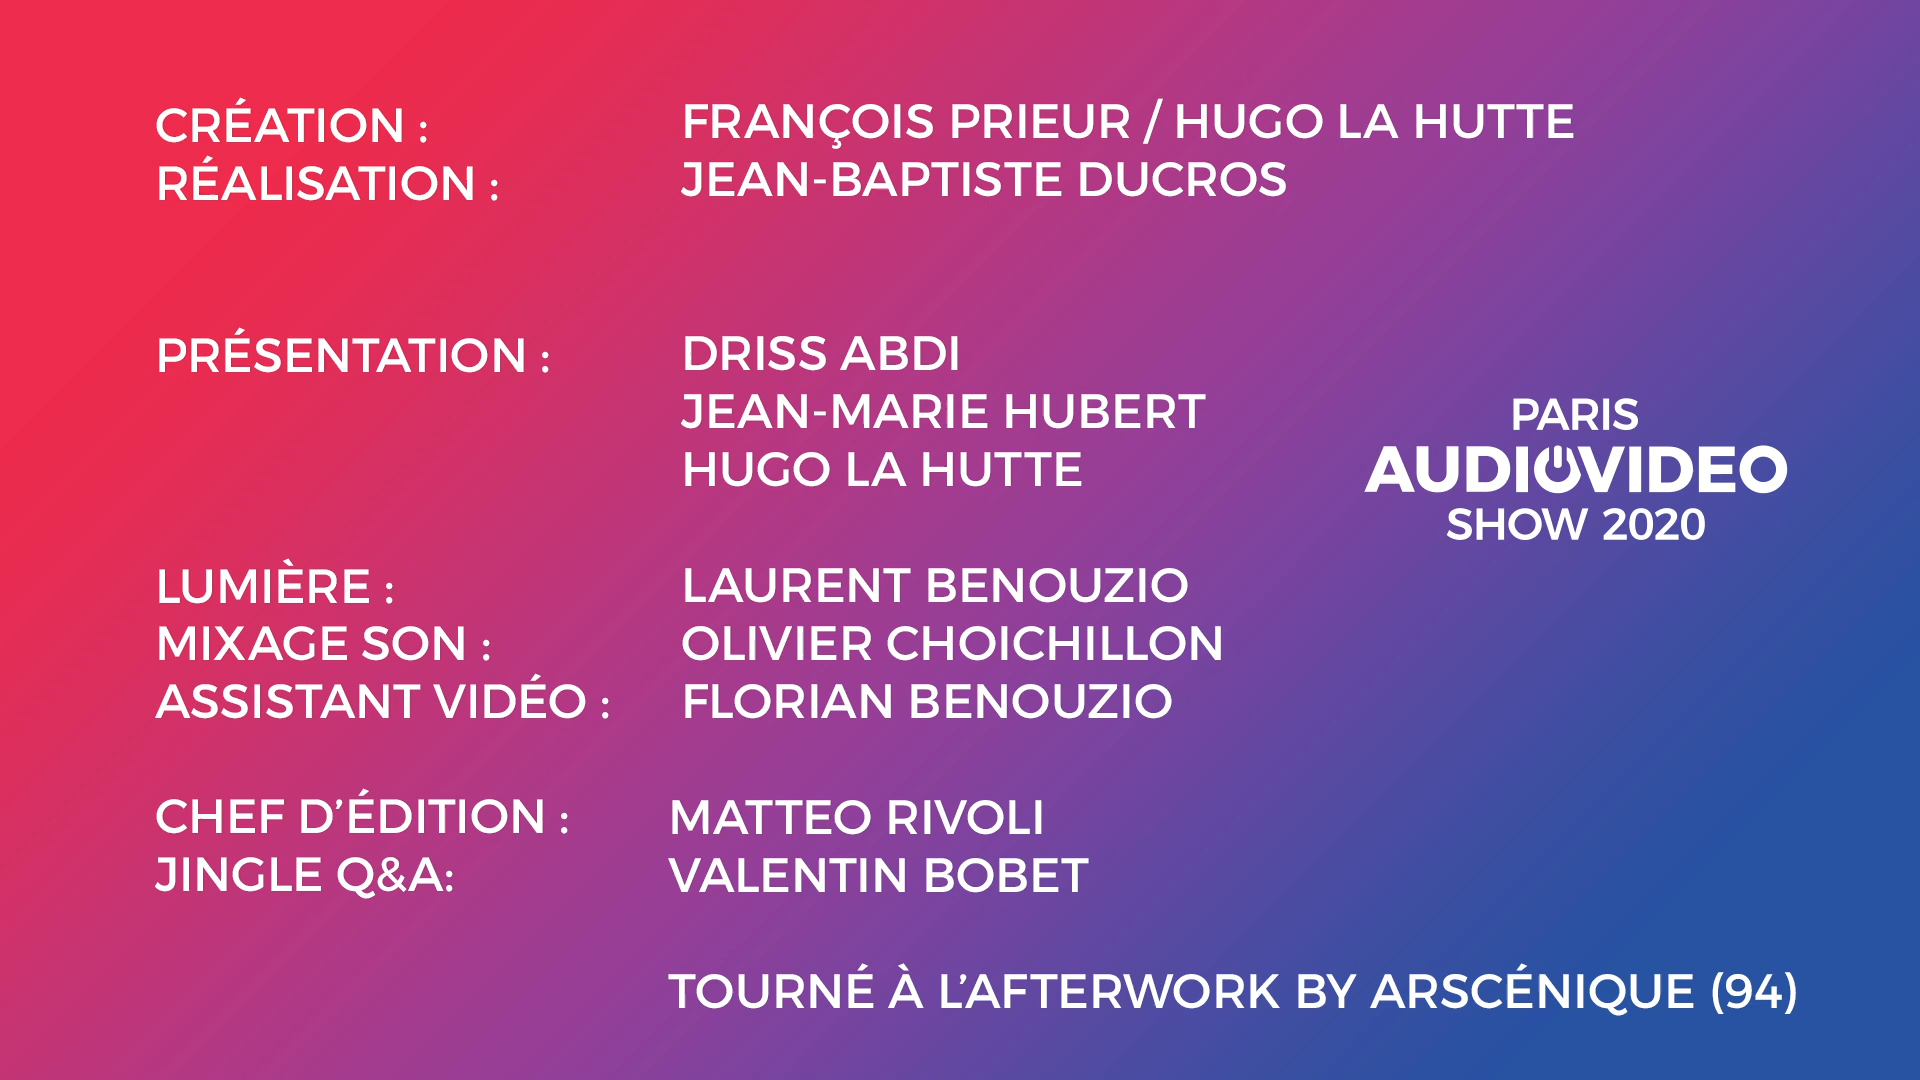 CRÉATION : FRANÇOIS PRIEUR / HUGO LA HUTTE
RÉALISATION : JEAN-BAPTISTE DUCROS
PRÉSENTATION : DRISS ABDI
JEAN-MARIE HUBERT
HUGO LA HUTTE
PARIS
AUDIOVIDEO
SHOW 2020
LUMIÈRE : LAURENT BENOUZIO
MIXAGE SON : OLIVIER CHOICHILLON
ASSISTANT VIDÉO : FLORIAN BENOUZIO
CHEF D’ÉDITION : MATTEO RIVOLI
JINGLE Q&A: VALENTIN BOBET
TOURNÉ À L’AFTERWORK BY ARSCÉNIQUE (94)